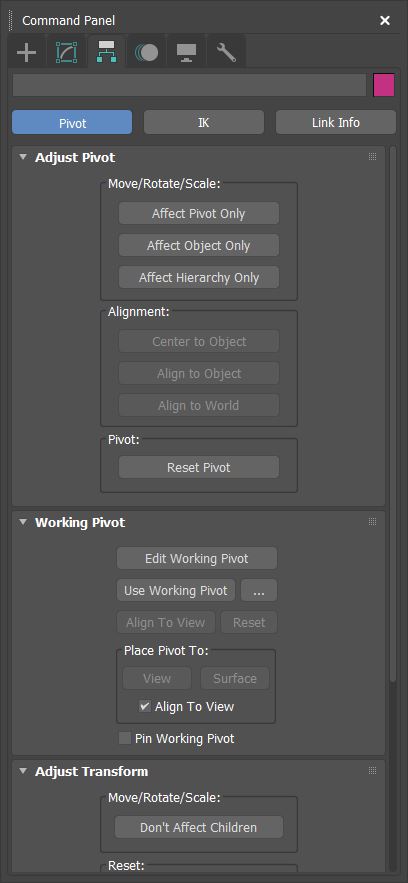 Command Panel
Pivot IK Link Info
Adjust Pivot
Move/Rotate/Scale:
Affect Pivot Only
Affect Object Only
Affect Hierarchy Only
Alignment:
Center to Object
Align to Object
Align to World
Pivot:
Reset Pivot
Working Pivot
Edit Working Pivot
Use Working Pivot ...
Align To View Reset
Place Pivot To:
View Surface
Align To View
Pin Working Pivot
Adjust Transform
Move/Rotate/Scale:
Don't Affect Children
Reset: